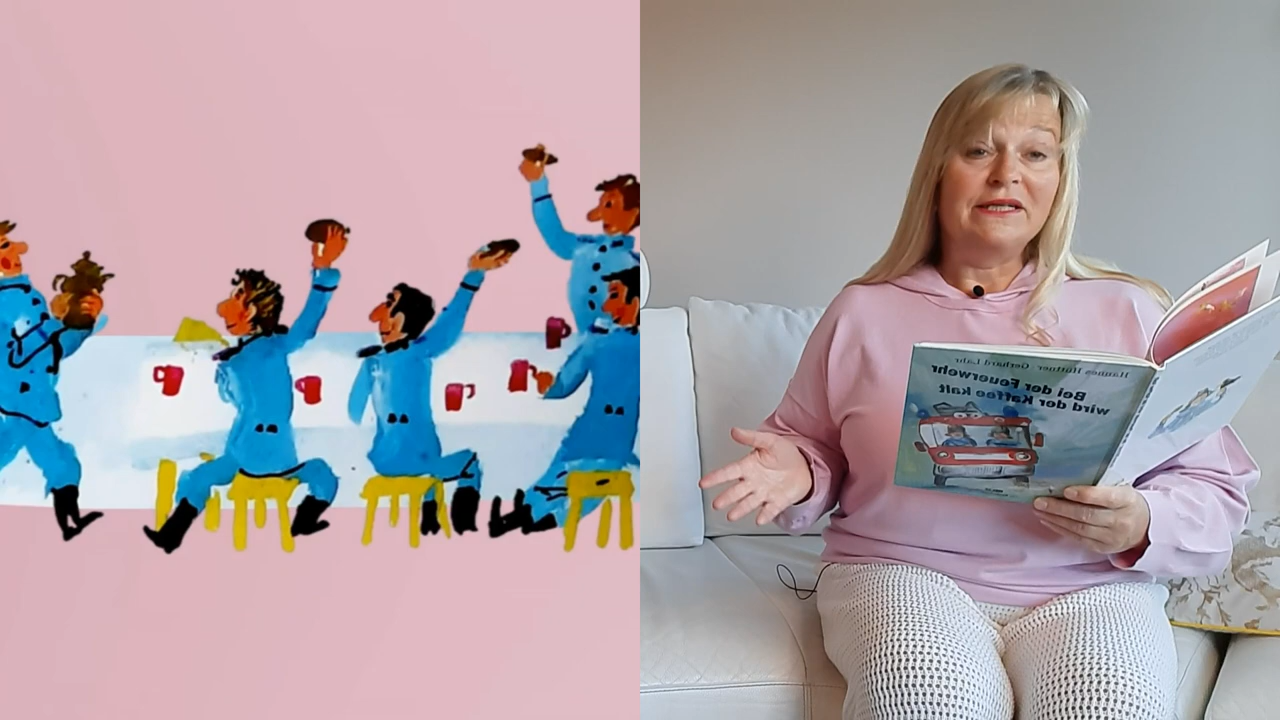 Hannes Hüttner Gerhard Lahr
Bei der Feuerwehr
wird der Kaffee kalt